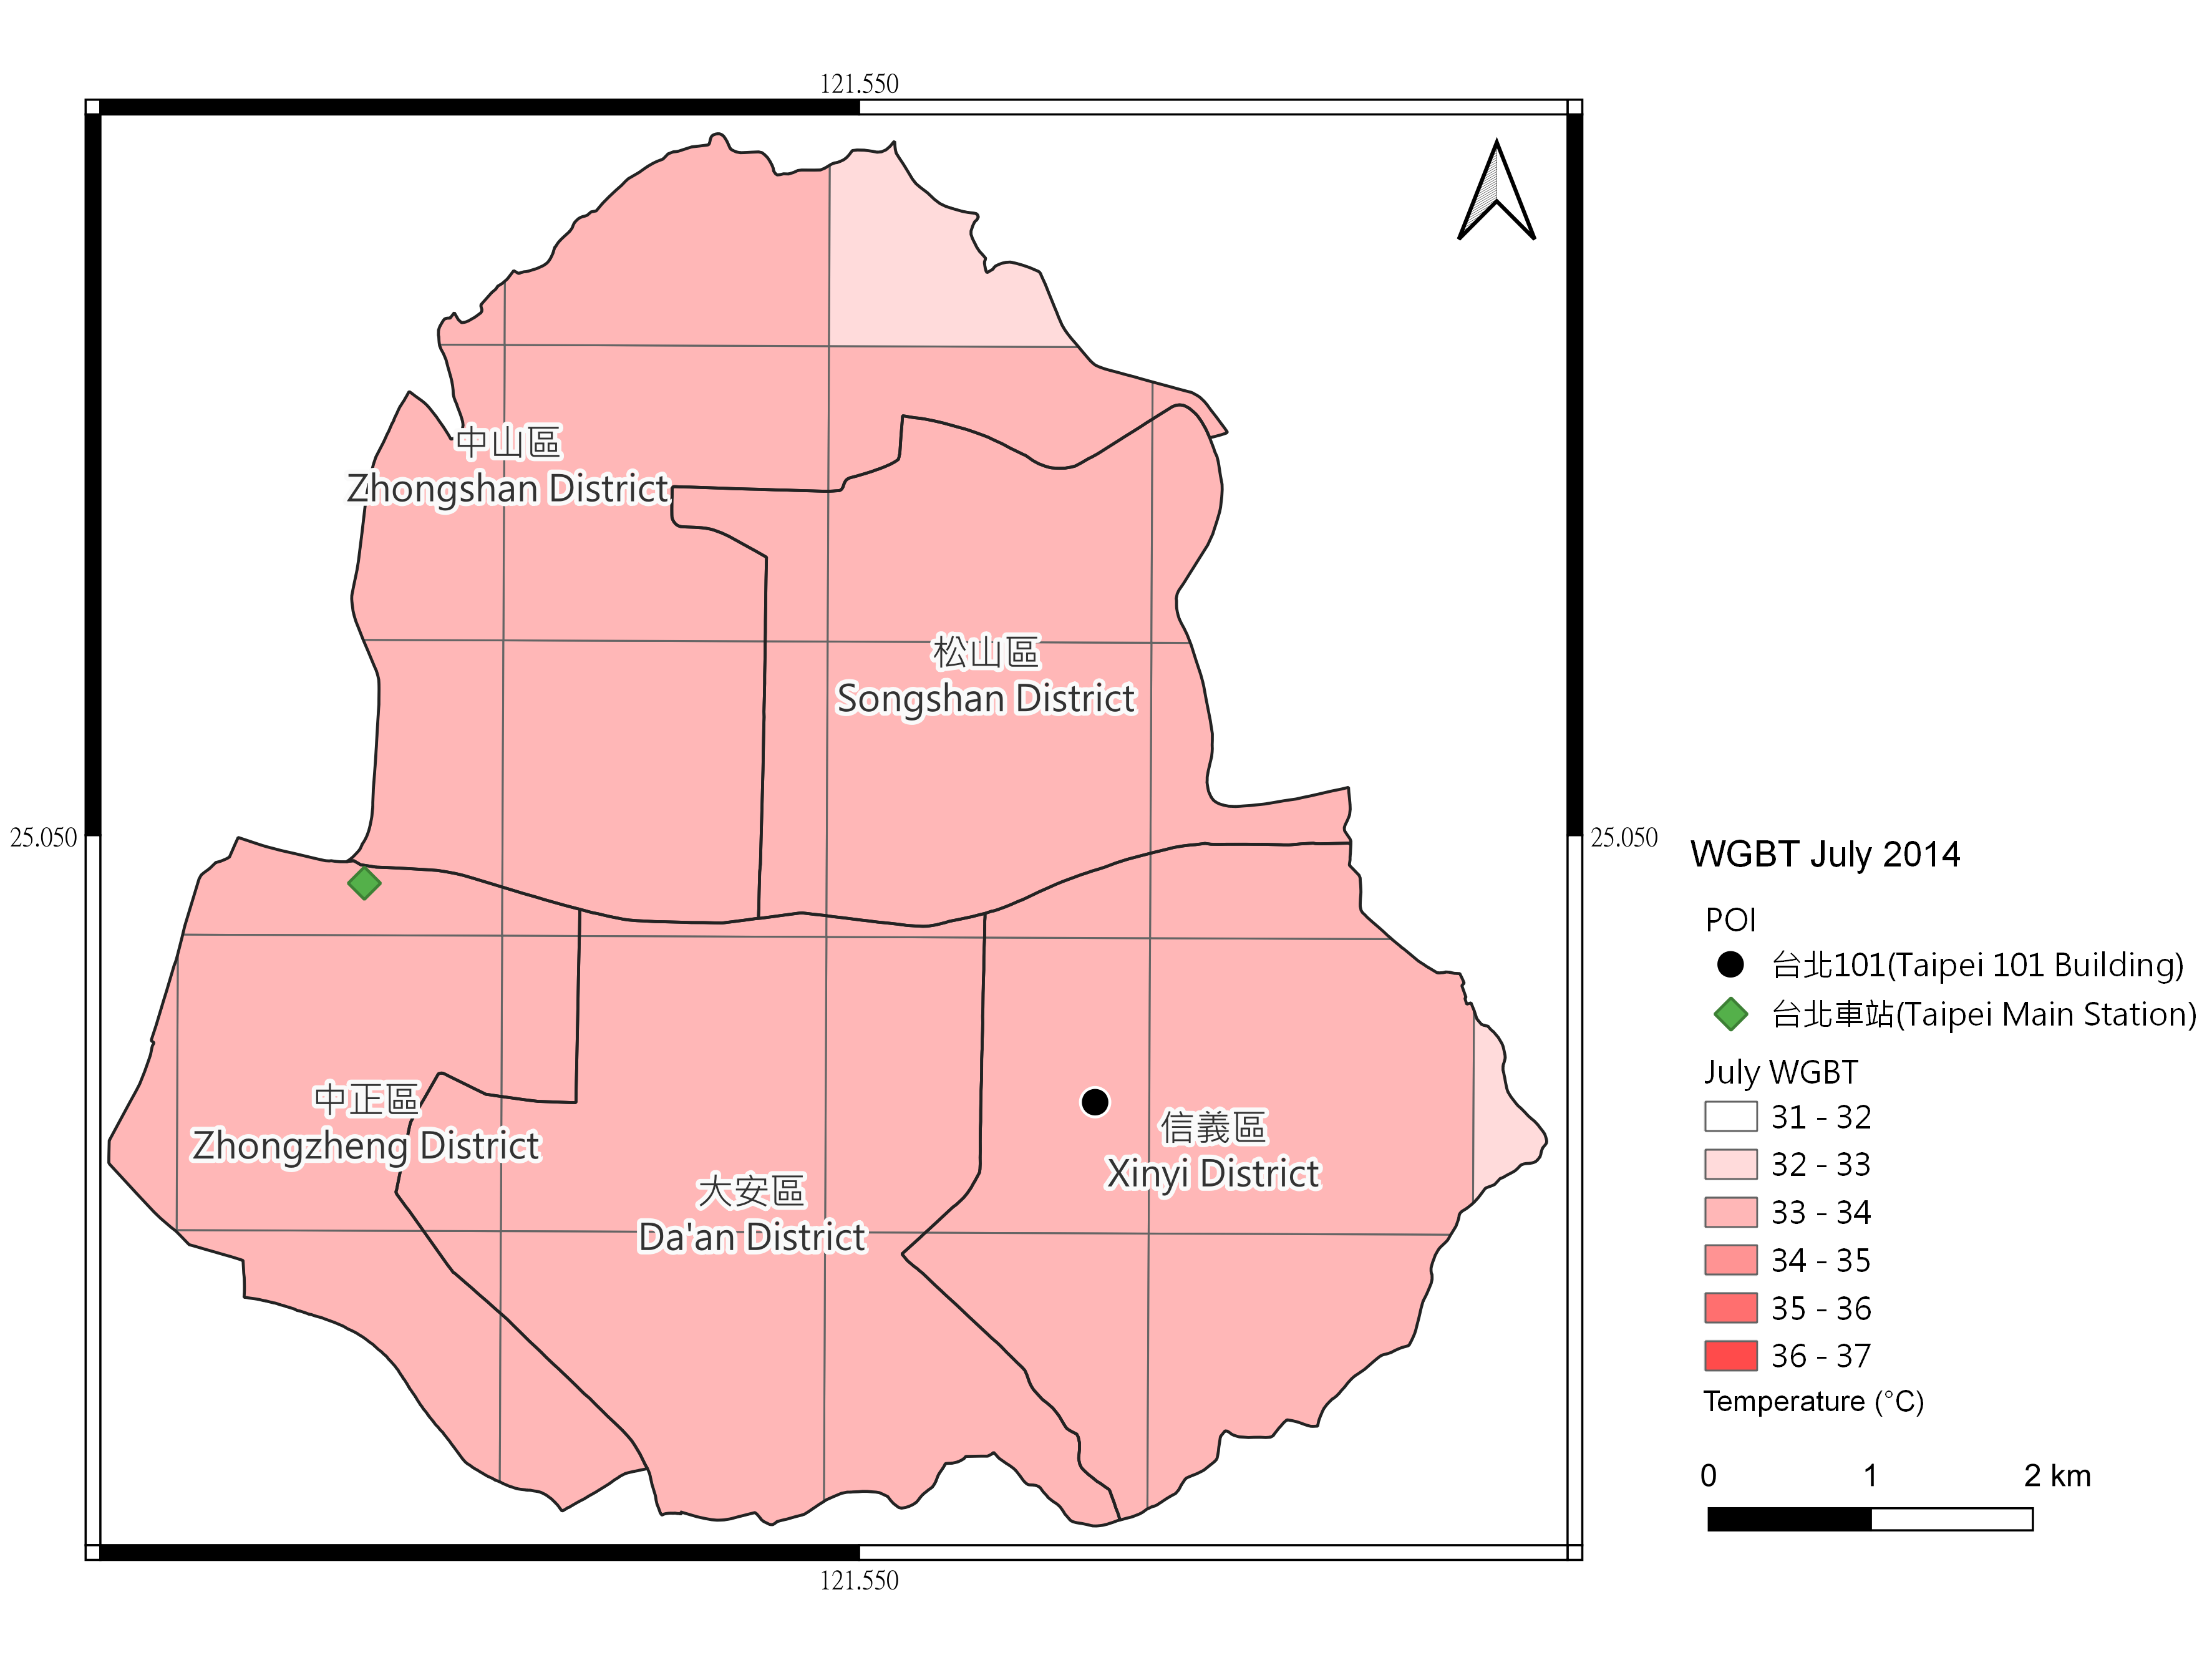 121.550
中山區
Zhongshan District
松山區
Songshan District
25.050
25.050
中正區
Zhongzheng District
大安區
Da'an District
信義區
Xinyi District
121.550
WGBT July 2014
POI
台北101(Taipei 101 Building)
台北車站(Taipei Main Station)
July WGBT
31 - 32
32 - 33
33 - 34
34 - 35
35 - 36
36 - 37
Temperature (°C)
0 1 2 km